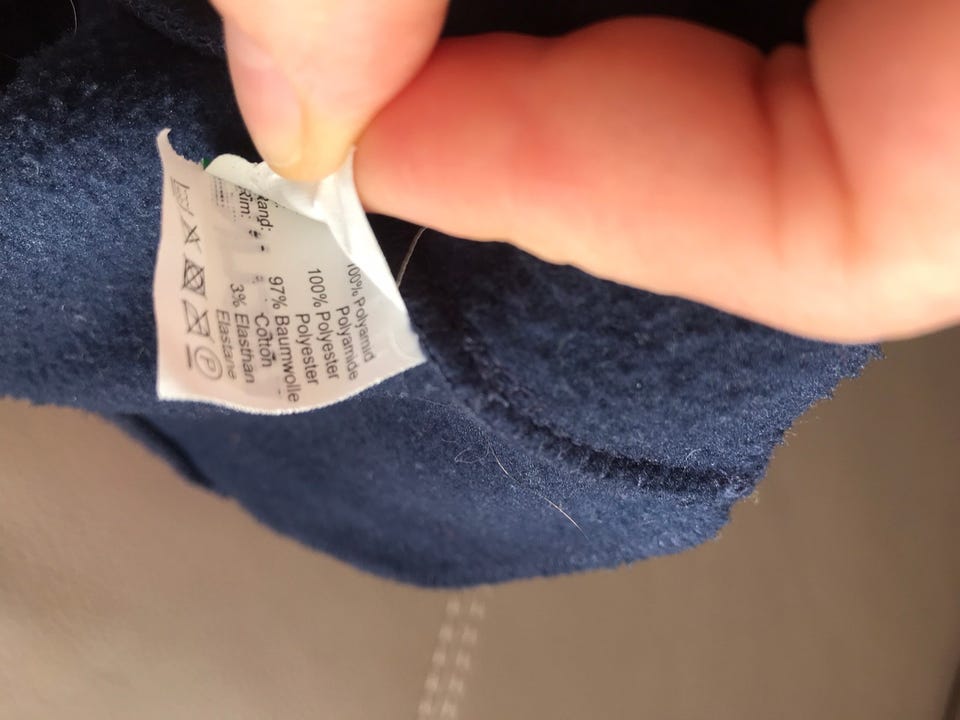 100% Polyamid
Polyamide
100% Polyester
Polyester
Rand:
Rim:
97% Baumwolle
Cotton
3% Elasthan
Elastane
P